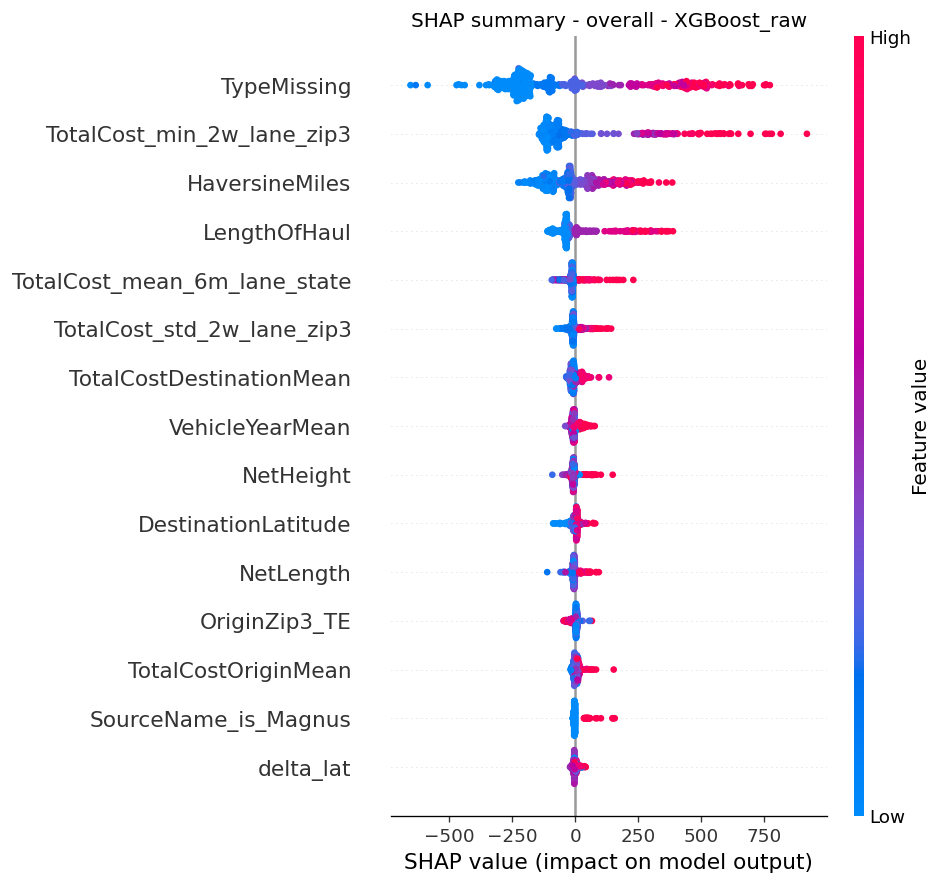 SHAP summary - overall - XGBoost_raw
High
TypeMissing
TotalCost_min_2w_lane_zip3
HaversineMiles
LengthOfHaul
TotalCost_mean_6m_lane_state
TotalCost_std_2w_lane_zip3
TotalCostDestinationMean
VehicleYearMean
NetHeight
DestinationLatitude
NetLength
OriginZip3_TE
TotalCostOriginMean
SourceName_is_Magnus
delta_lat
Feature value
Low
−500 −250 0 250 500 750
SHAP value (impact on model output)